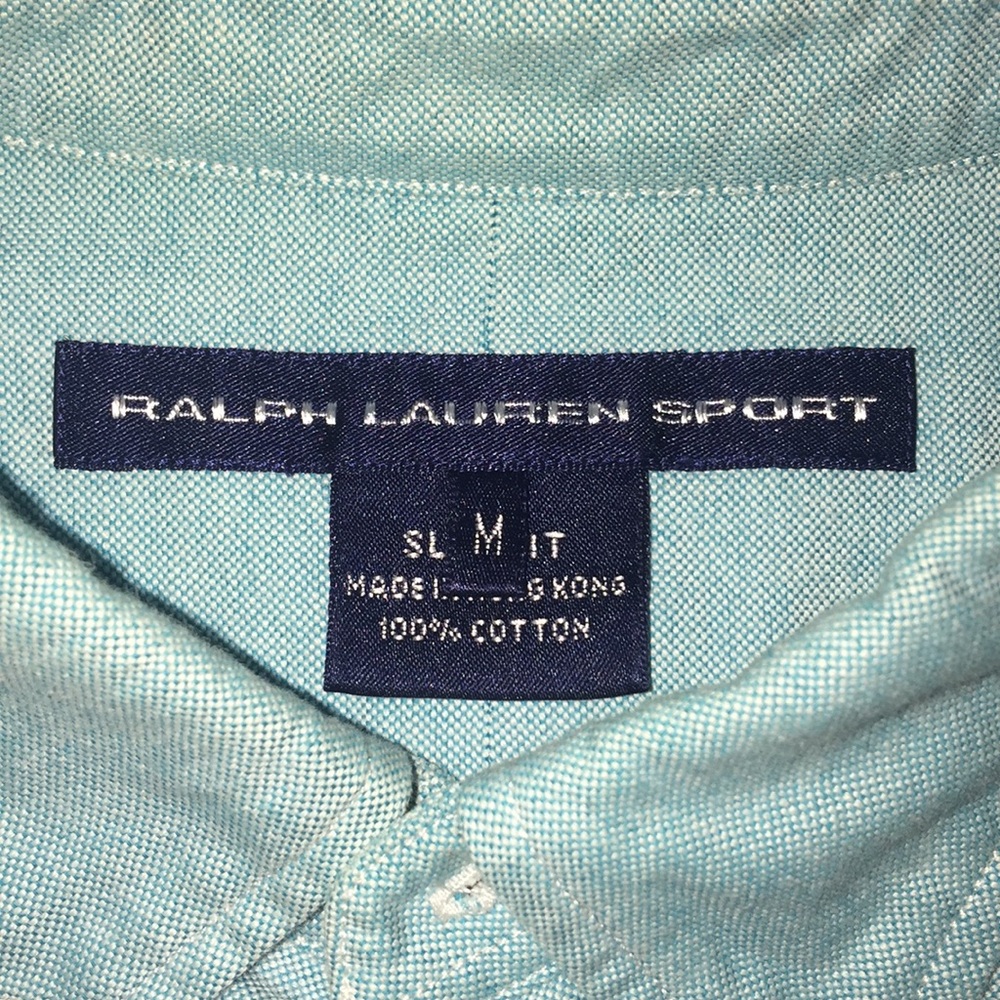 RALPH LAUREN SPORT
M
SL IT
MADE KONG
100% COTTON